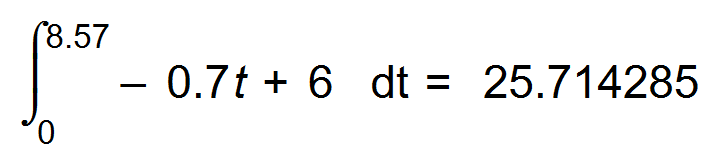 ∫₀^8.57 – 0.7t + 6 dt = 25.714285